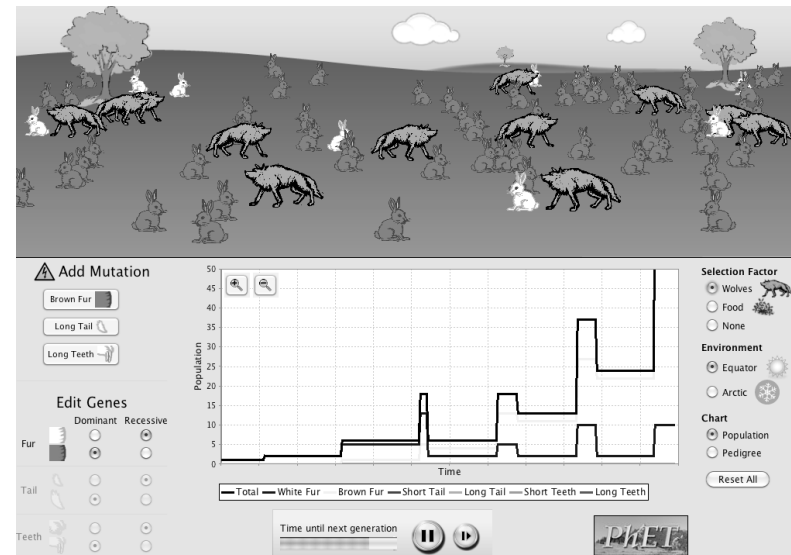 Add Mutation
Brown Fur
Long Tail
Long Teeth
Edit Genes
Dominant Recessive
Fur
Tail
Teeth
50
45
40
35
30
25
20
15
10
5
0
Population
Time
Total White Fur Brown Fur Short Tail Long Tail Short Teeth Long Teeth
Time until next generation
PhET
Selection Factor
Wolves
Food
None
Environment
Equator
Arctic
Chart
Population
Pedigree
Reset All